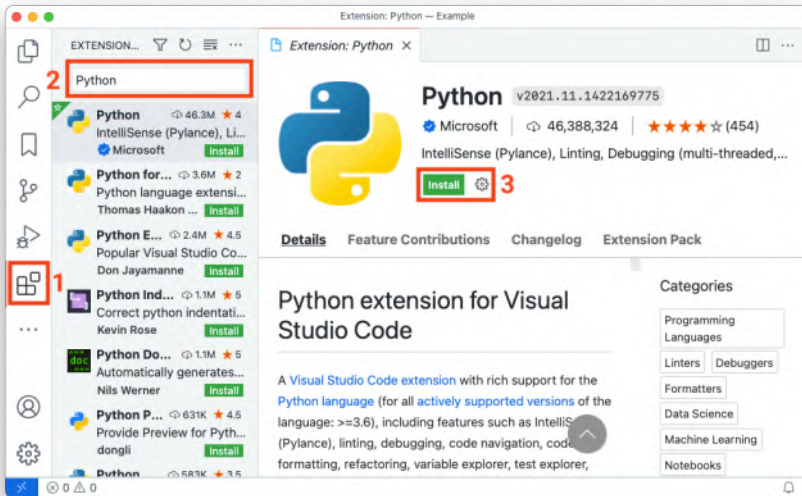 Extension: Python — Example
EXTENSION...
2
Python
Python 46.3M ★ 4
IntelliSense (Pylance), Li...
Microsoft Install
Python for... 3.6M ★ 2
Python language extensi...
Thomas Haakon ... Install
Python E... 2.4M ★ 4.5
Popular Visual Studio Co...
Don Jayamanne Install
1
Python Ind... 1.1M ★ 5
Correct python indentati...
Kevin Rose Install
doc
Python Do... 1.1M ★ 5
Automatically generates...
Nils Werner Install
Python P... 631K ★ 4.5
Provide Preview for Pyth...
dongli Install
Python 583K ★ 3.5
Extension: Python ×
Python v2021.11.1422169775
Microsoft | 46,388,324 | ★★★★☆ (454)
IntelliSense (Pylance), Linting, Debugging (multi-threaded,...
Install 3
Details Feature Contributions Changelog Extension Pack
Python extension for Visual
Studio Code
A Visual Studio Code extension with rich support for the
Python language (for all actively supported versions of the
language: >=3.6), including features such as IntelliS
(Pylance), linting, debugging, code navigation, code
formatting, refactoring, variable explorer, test explorer,
Categories
Programming
Languages
Linters Debuggers
Formatters
Data Science
Machine Learning
Notebooks
0 0